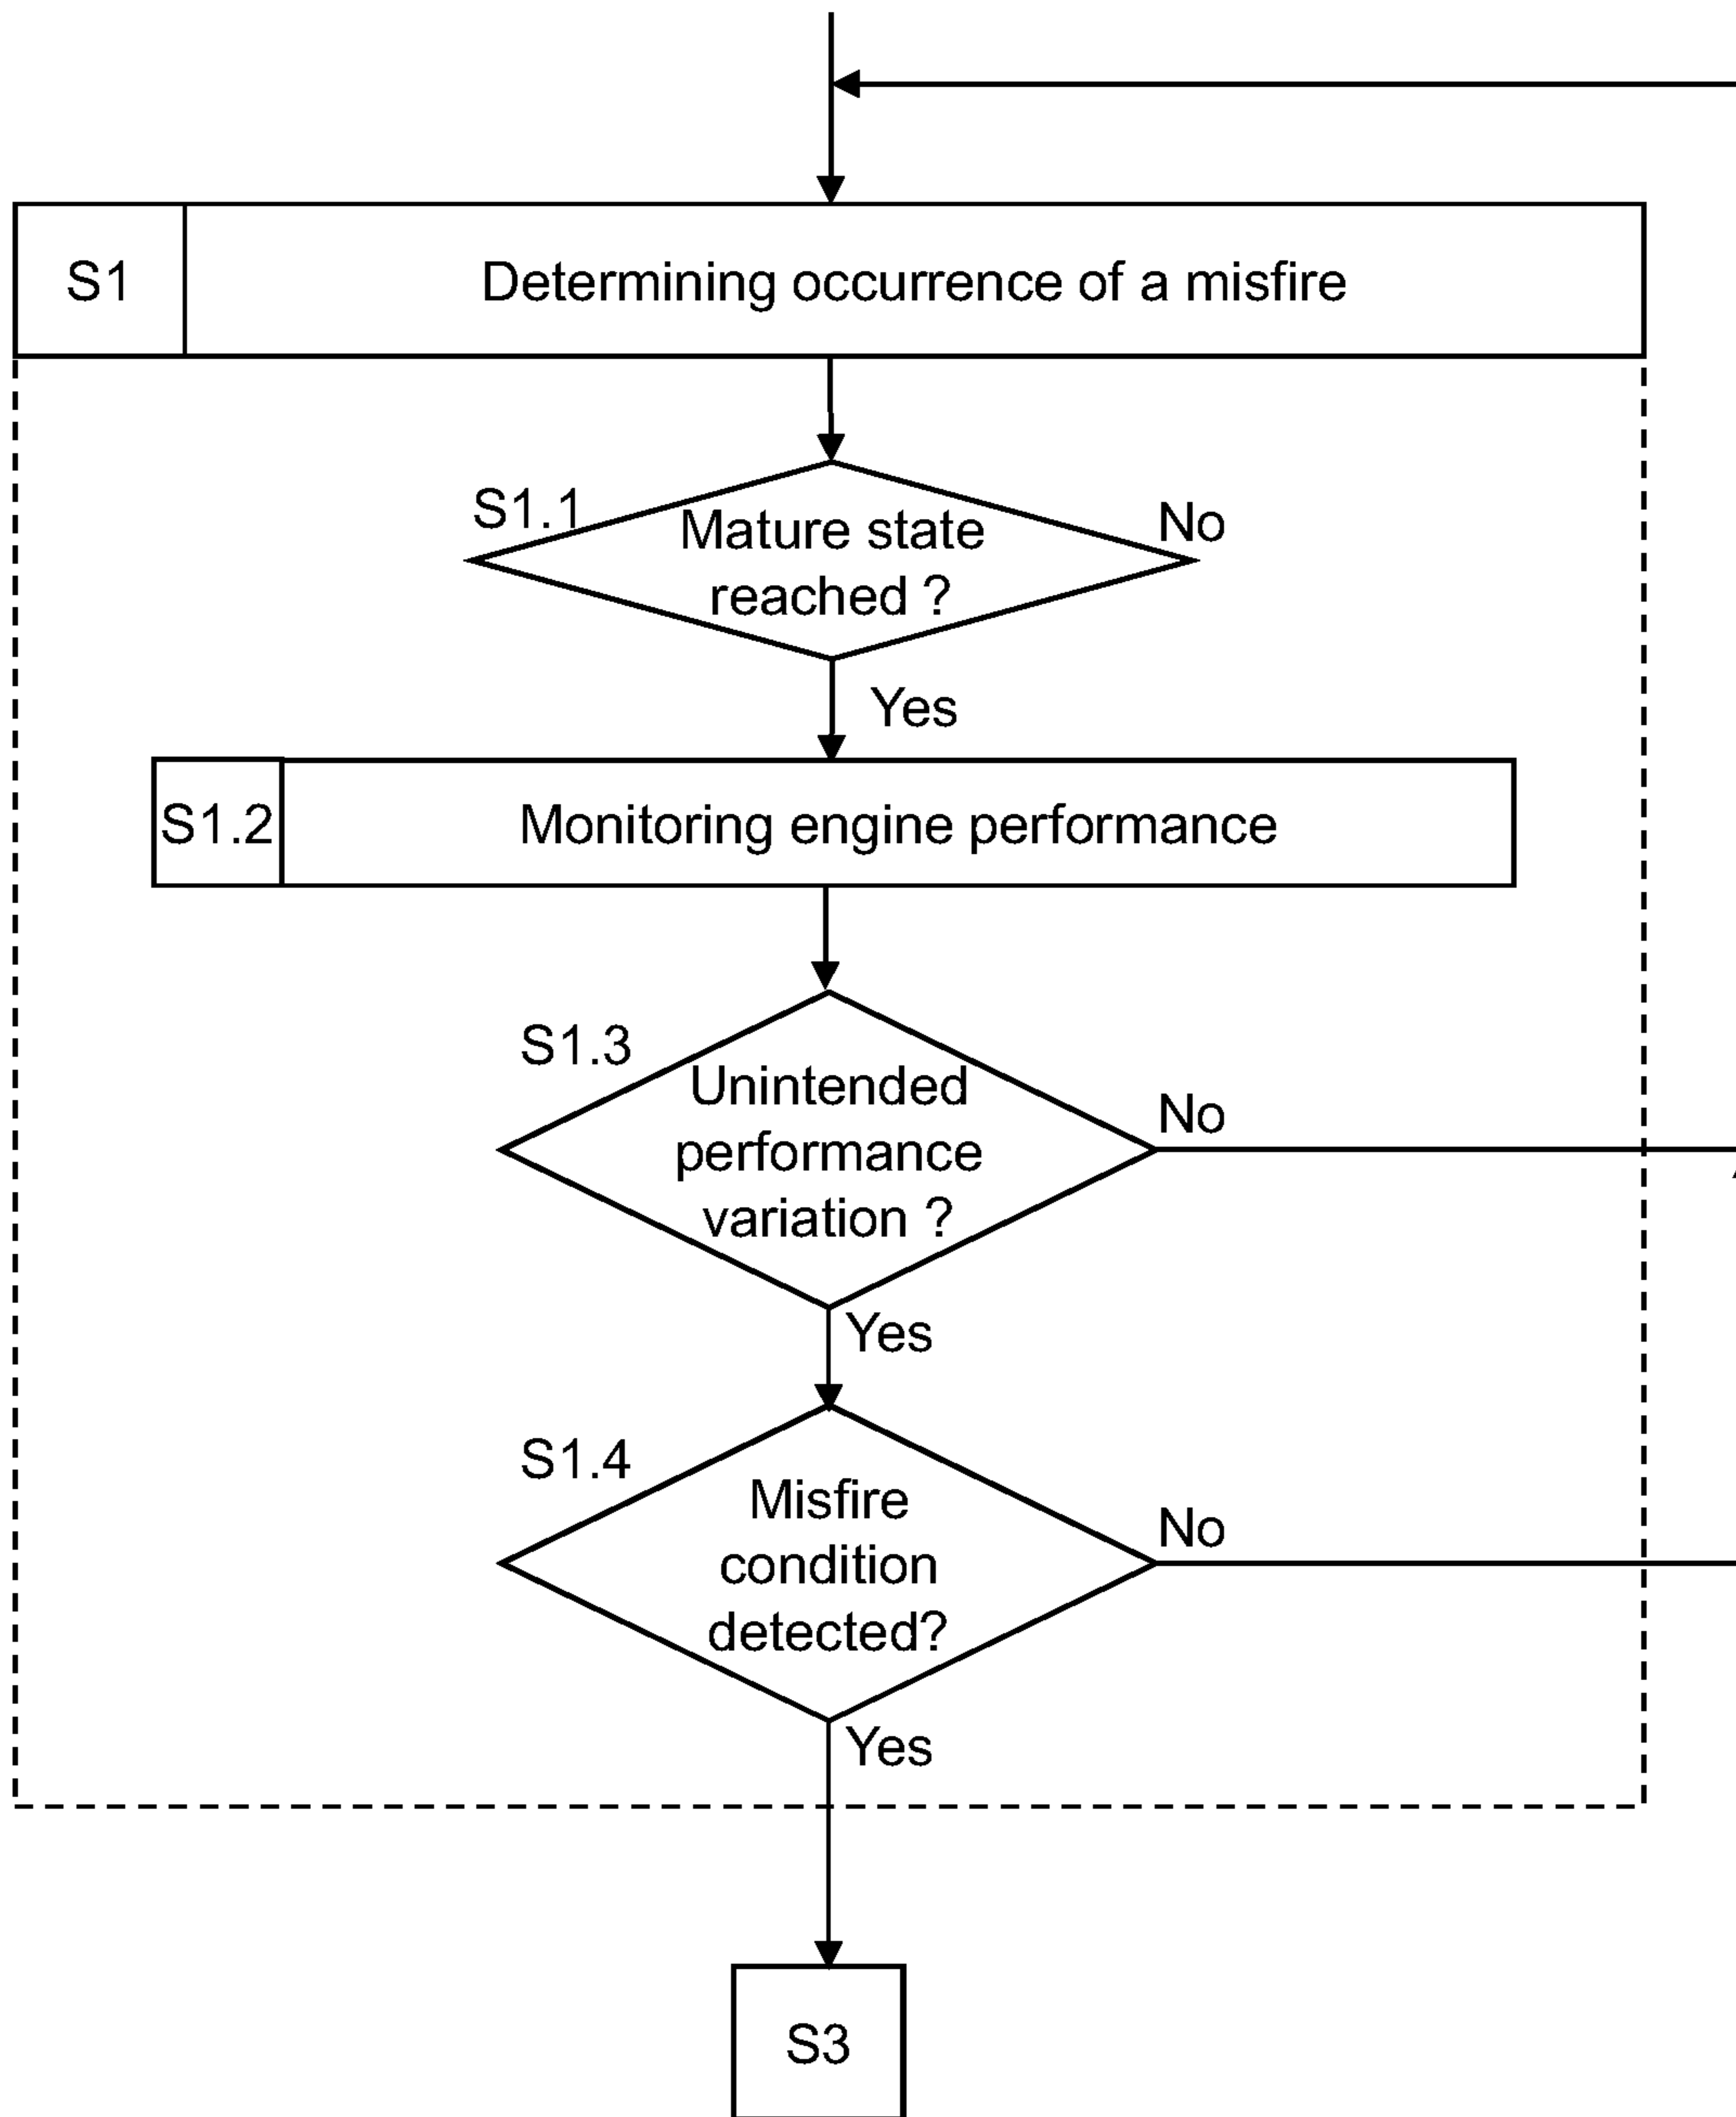 S1
Determining occurrence of a misfire
S1.1
Mature state
reached ?
No
Yes
S1.2
Monitoring engine performance
S1.3
Unintended
performance
variation ?
No
Yes
S1.4
Misfire
condition
detected?
No
Yes
S3